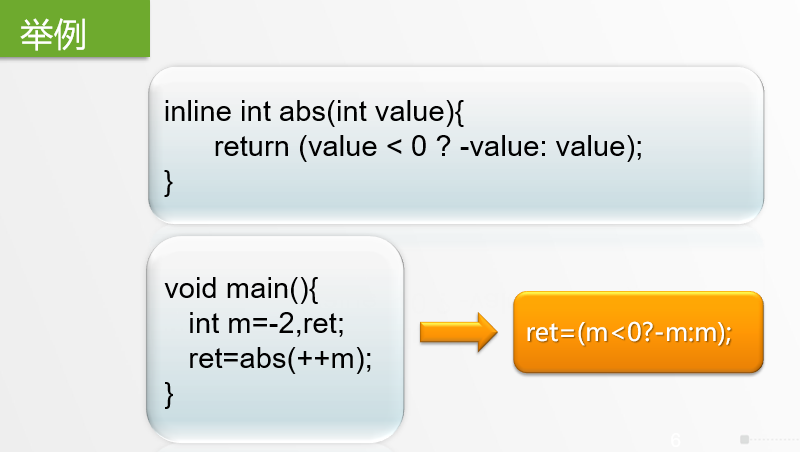 举例
inline int abs(int value){
return (value < 0 ? -value: value);
}
void main(){
int m=-2,ret;
ret=abs(++m);
}
ret=(m<0?-m:m);
6